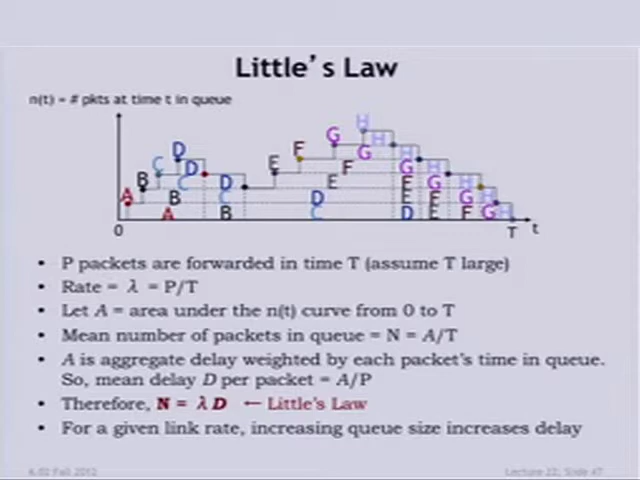 Little's Law
n(t) = # pkts at time t in queue
H
G H
D F G
C D E F G H
B D E G G H H
A B C D F F G H
A B C D F F G H
0 T t
• P packets are forwarded in time T (assume T large)
• Rate = λ = P/T
• Let A = area under the n(t) curve from 0 to T
• Mean number of packets in queue = N = A/T
• A is aggregate delay weighted by each packet's time in queue.
So, mean delay D per packet = A/P
• Therefore, N = λ D ← Little's Law
• For a given link rate, increasing queue size increases delay
6.02 Fall 2012 Lecture 22, Slide 47